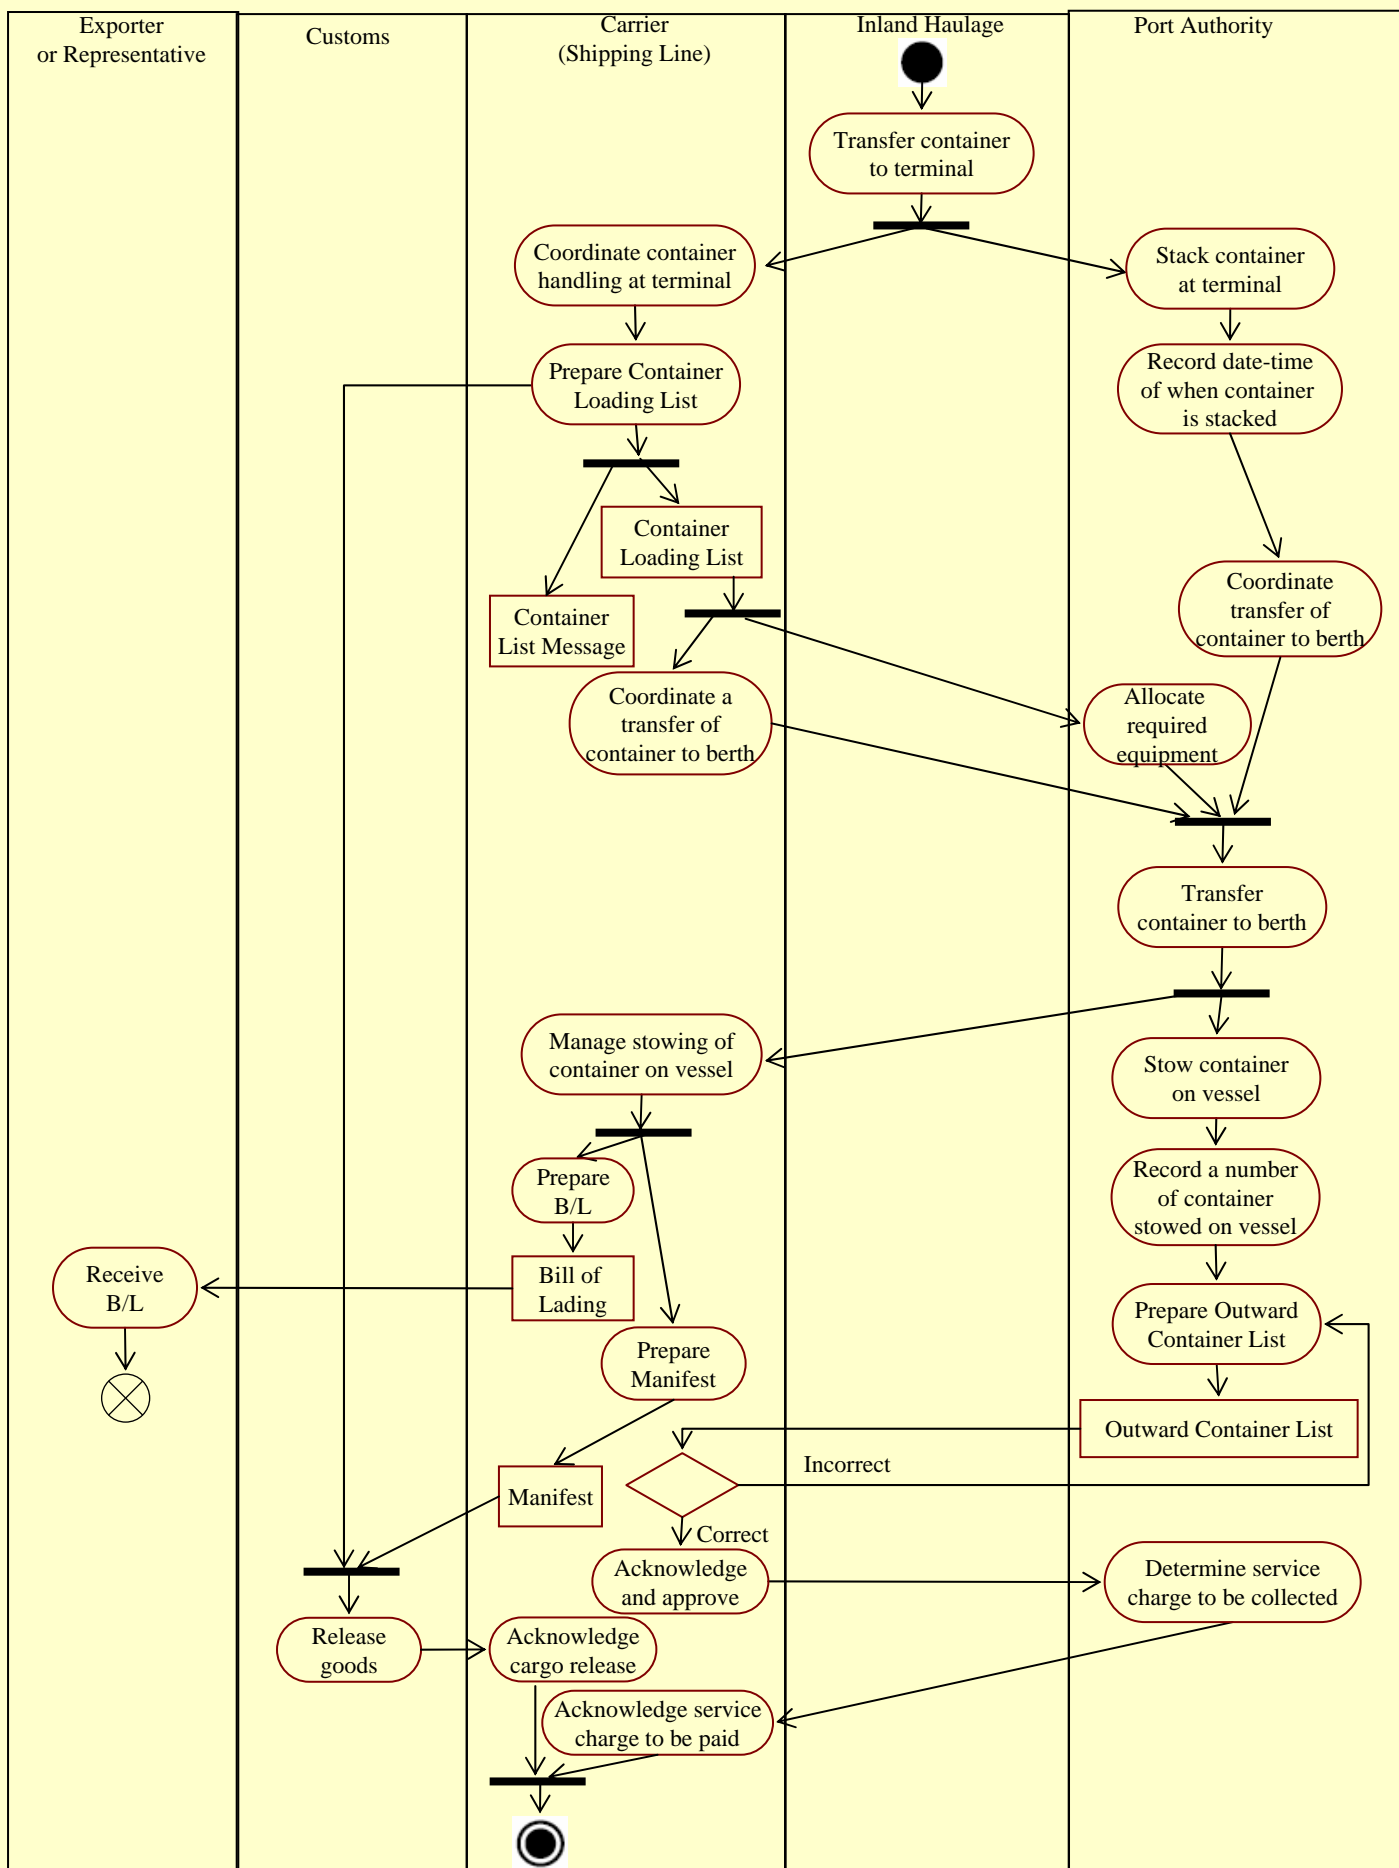 Exporter
or Representative
Customs
Carrier
(Shipping Line)
Inland Haulage
Port Authority
Transfer container
to terminal
Coordinate container
handling at terminal
Stack container
at terminal
Prepare Container
Loading List
Record date-time
of when container
is stacked
Container
Loading List
Container
List Message
Coordinate
transfer of
container to berth
Coordinate a
transfer of
container to berth
Allocate
required
equipment
Transfer
container to berth
Manage stowing of
container on vessel
Stow container
on vessel
Prepare
B/L
Record a number
of container
stowed on vessel
Receive
B/L
Bill of
Lading
Prepare Outward
Container List
Prepare
Manifest
Outward Container List
Incorrect
Manifest
Correct
Acknowledge
and approve
Determine service
charge to be collected
Release
goods
Acknowledge
cargo release
Acknowledge service
charge to be paid